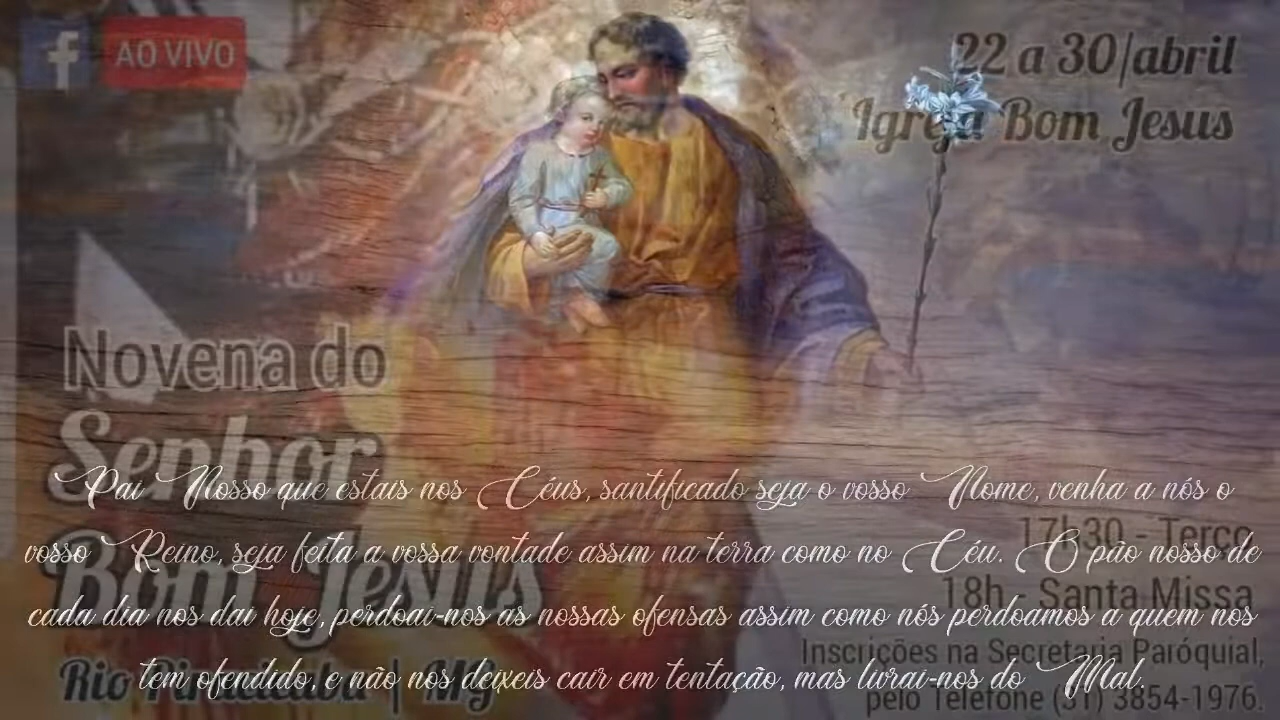 AO VIVO
22 a 30/abril
Igreja Bom Jesus
Novena do
Senhor
Bom Jesus
Rio | MG
17h30 - Terço
18h - Santa Missa
Inscrições na Secretaria Paróquial,
pelo Telefone (31) 3854-1976.
Pai Nosso que estais nos Céus, santificado seja o vosso Nome, venha a nós o
vosso Reino, seja feita a vossa vontade assim na terra como no Céu. O pão nosso de
cada dia nos dai hoje, perdoai-nos as nossas ofensas assim como nós perdoamos a quem nos
tem ofendido, e não nos deixeis cair em tentação, mas livrai-nos do Mal.